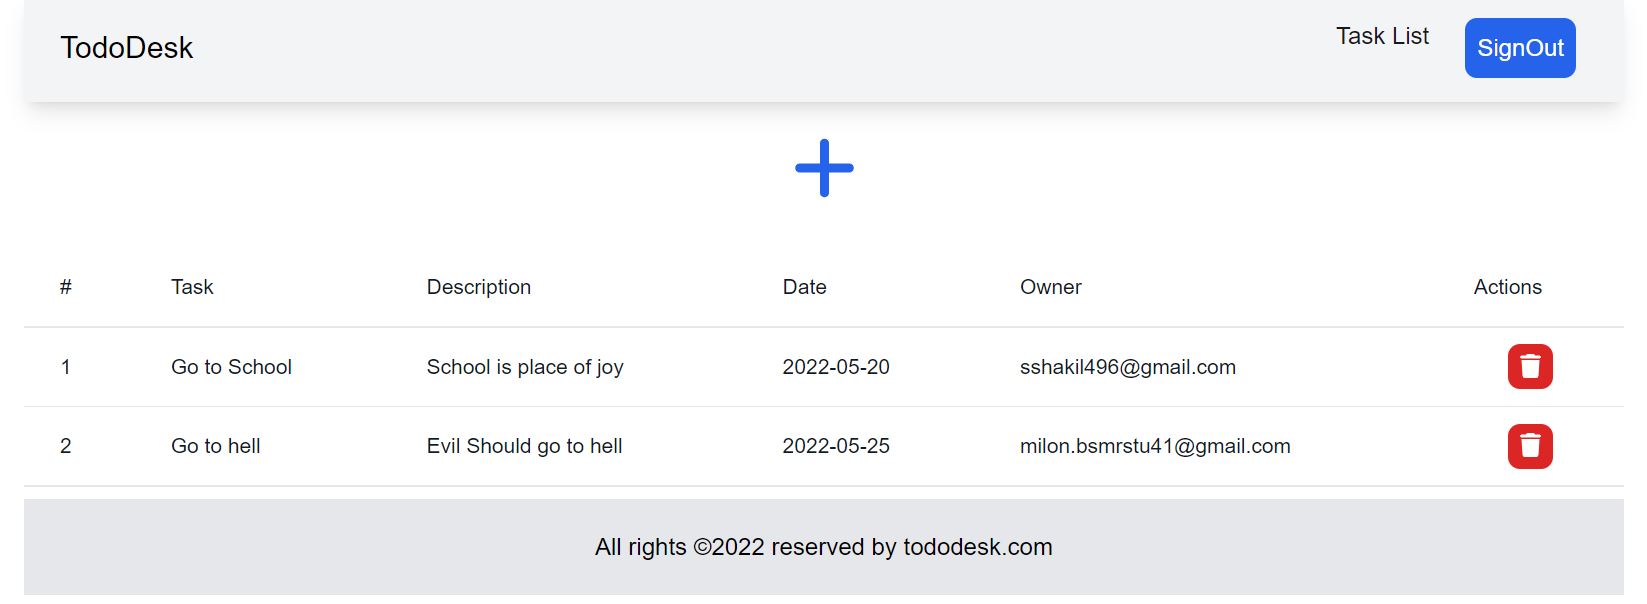 TodoDesk Task List SignOut
# Task Description Date Owner Actions
1 Go to School School is place of joy 2022-05-20 sshakil496@gmail.com
2 Go to hell Evil Should go to hell 2022-05-25 milon.bsmrstu41@gmail.com
All rights ©2022 reserved by tododesk.com